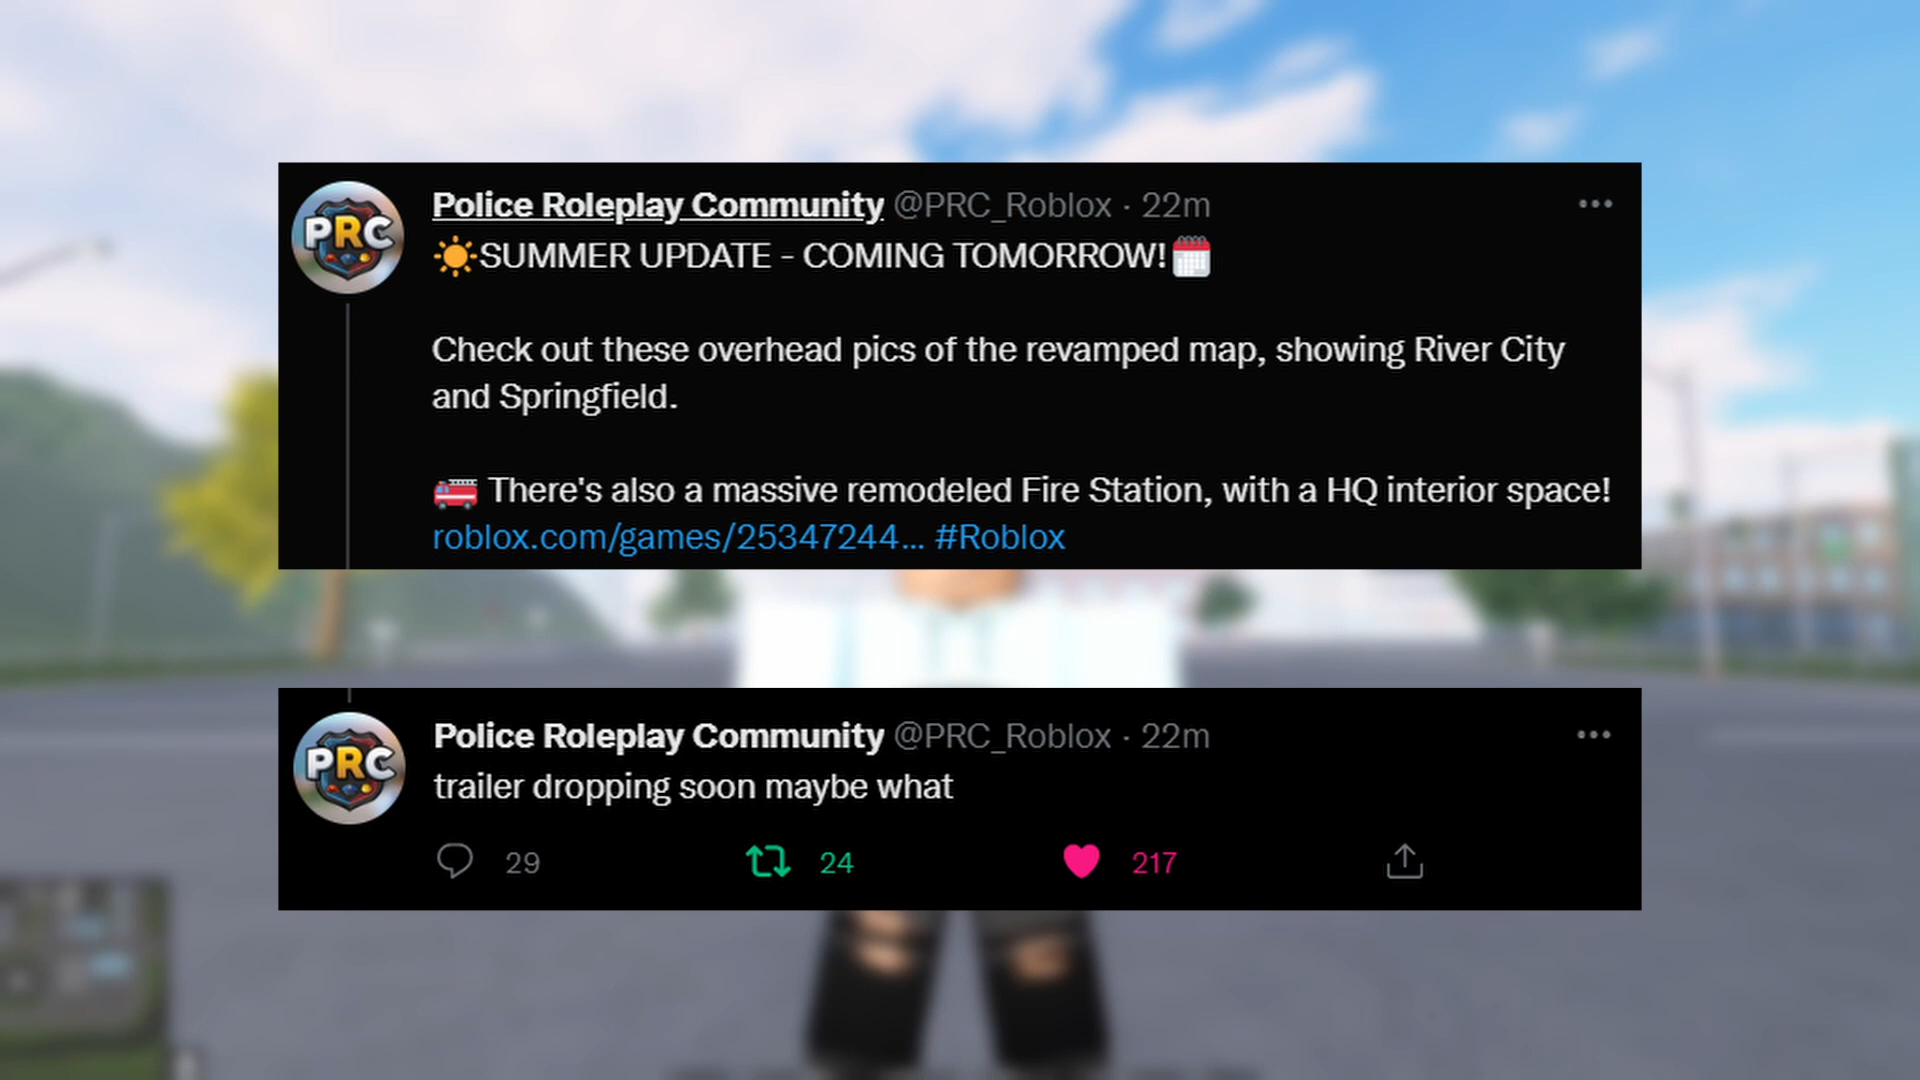 PRC
Police Roleplay Community @PRC_Roblox · 22m
☀️SUMMER UPDATE - COMING TOMORROW!🗓️
Check out these overhead pics of the revamped map, showing River City
and Springfield.
🚒 There's also a massive remodeled Fire Station, with a HQ interior space!
roblox.com/games/25347244... #Roblox
PRC
Police Roleplay Community @PRC_Roblox · 22m
trailer dropping soon maybe what
29 24 217